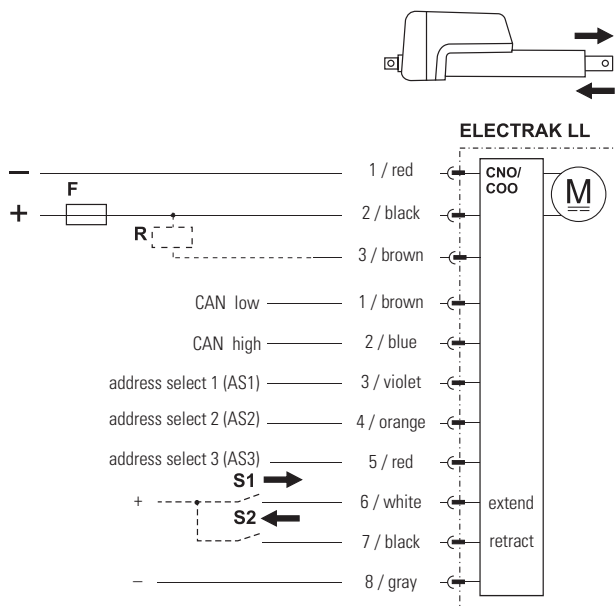 ELECTRAK LL
− 1 / red CNO/
COO
M
F
+ 2 / black
R
3 / brown
CAN low 1 / brown
CAN high 2 / blue
address select 1 (AS1) 3 / violet
address select 2 (AS2) 4 / orange
address select 3 (AS3) 5 / red
S1
+ 6 / white extend
S2
7 / black retract
− 8 / gray